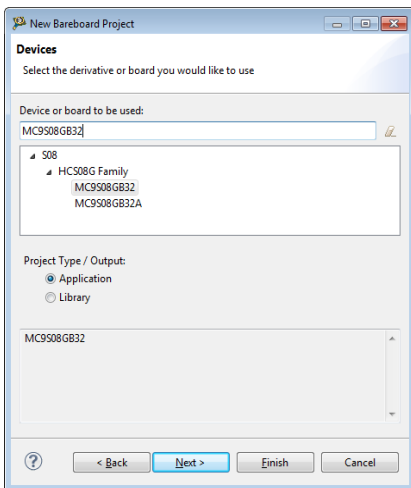 New Bareboard Project
Devices
Select the derivative or board you would like to use
Device or board to be used:
MC9S08GB32
S08
HCS08G Family
MC9S08GB32
MC9S08GB32A
Project Type / Output:
Application
Library
MC9S08GB32
? < Back Next > Finish Cancel